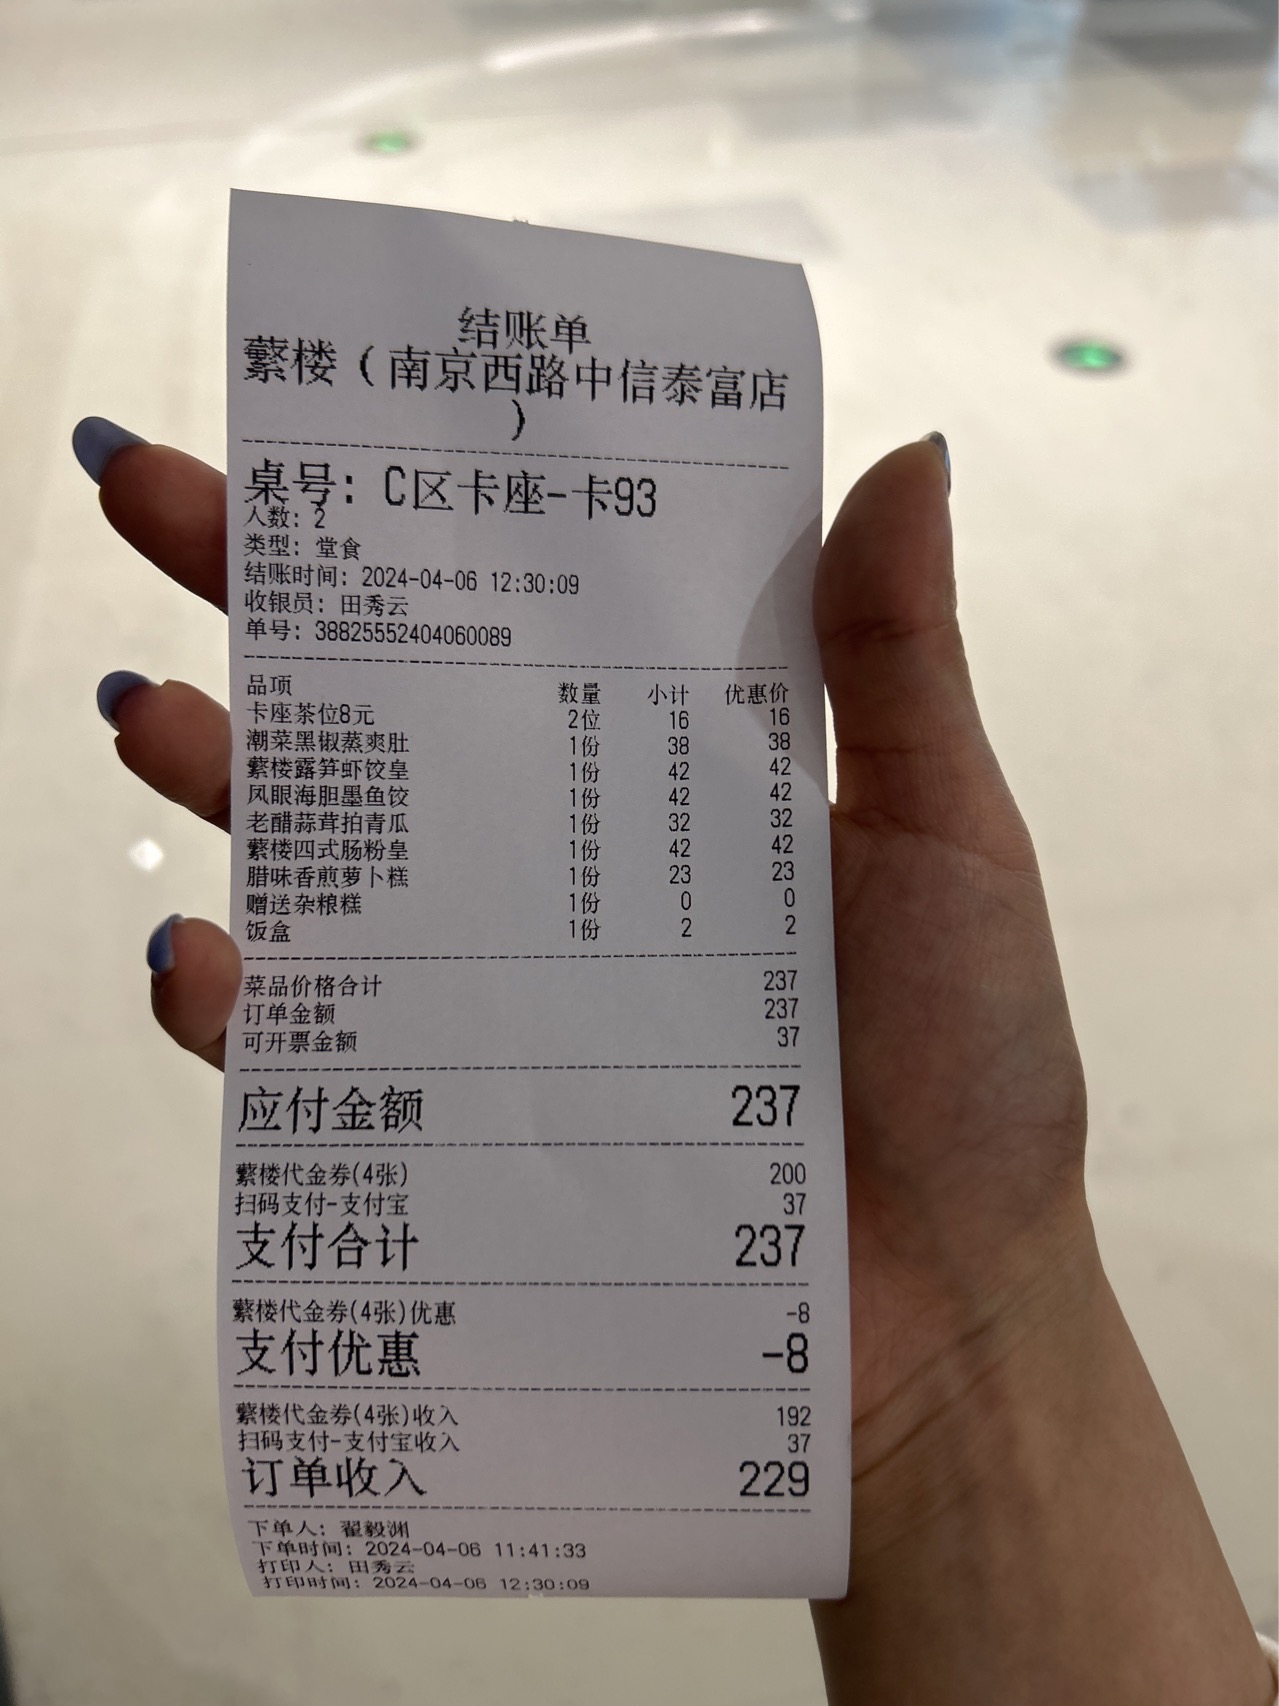 结账单
蘩楼（南京西路中信泰富店
）
桌号：C区卡座-卡93
人数：2
类型：堂食
结账时间：2024-04-06 12:30:09
收银员：田秀云
单号：38825552404060089
品项 数量 小计 优惠价
卡座茶位8元 2位 16 16
潮菜黑椒蒸爽肚 1份 38 38
蘩楼露笋虾饺皇 1份 42 42
凤眼海胆墨鱼饺 1份 42 42
老醋蒜茸拍青瓜 1份 32 32
蘩楼四式肠粉皇 1份 42 42
腊味香煎萝卜糕 1份 23 23
赠送杂粮糕 1份 0 0
饭盒 1份 2 2
菜品价格合计 237
订单金额 237
可开票金额 37
应付金额 237
蘩楼代金券(4张) 200
扫码支付-支付宝 37
支付合计 237
蘩楼代金券(4张)优惠 -8
支付优惠 -8
蘩楼代金券(4张)收入 192
扫码支付-支付宝收入 37
订单收入 229
下单人：翟毅渊
下单时间：2024-04-06 11:41:33
打印人：田秀云
打印时间：2024-04-06 12:30:09